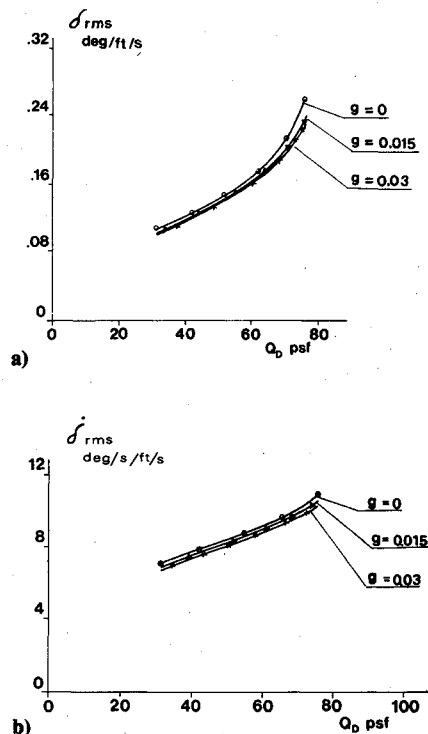 δ rms
deg/ft/s
.32
.24
.16
.08
0
g = 0
g = 0.015
g = 0.03
0 20 40 60 80
Q_D psf
a)
δ̇ rms
deg/s/ft/s
12
8
4
0
g = 0
g = 0.015
g = 0.03
0 20 40 60 80 100
Q_D psf
b)